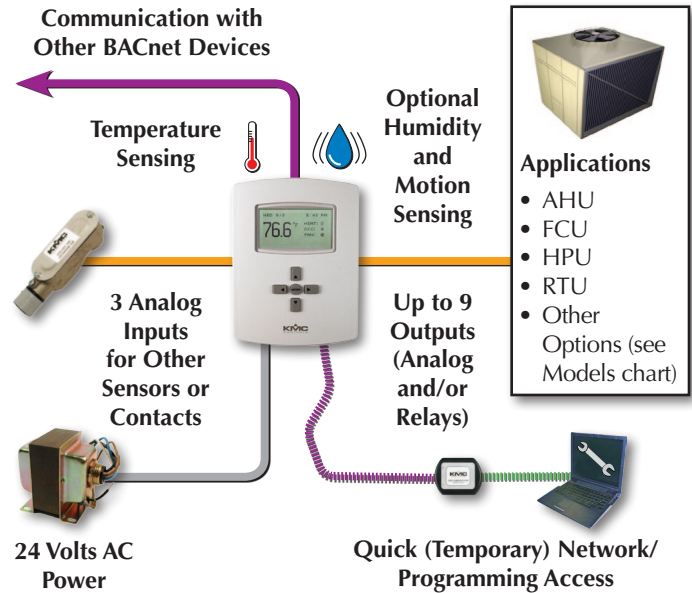 Communication with
Other BACnet Devices
Temperature
Sensing
Optional
Humidity
and
Motion
Sensing
Applications
• AHU
• FCU
• HPU
• RTU
• Other
Options (see
Models chart)
76.6
KMC
3 Analog
Inputs
for Other
Sensors or
Contacts
Up to 9
Outputs
(Analog
and/or
Relays)
KMC
24 Volts AC
Power
Quick (Temporary) Network/
Programming Access